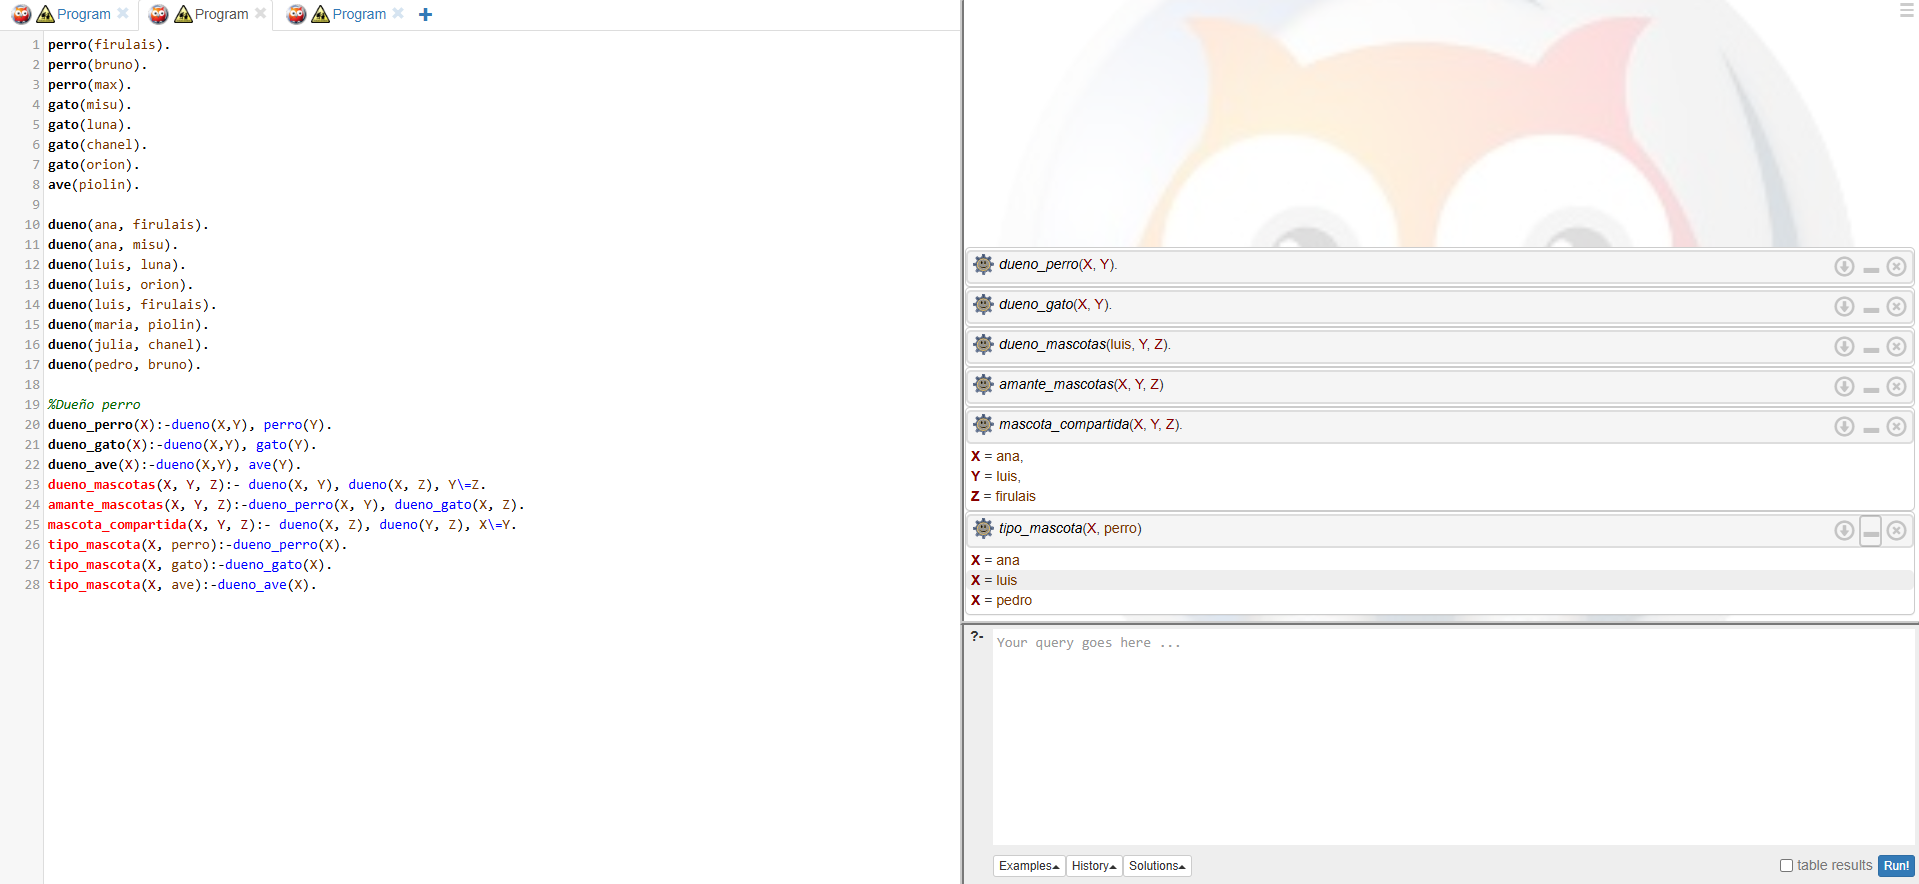 Program Program Program
1 perro(firulais).
2 perro(bruno).
3 perro(max).
4 gato(misu).
5 gato(luna).
6 gato(chanel).
7 gato(orion).
8 ave(piolin).
9
10 dueno(ana, firulais).
11 dueno(ana, misu).
12 dueno(luis, luna).
13 dueno(luis, orion).
14 dueno(luis, firulais).
15 dueno(maria, piolin).
16 dueno(julia, chanel).
17 dueno(pedro, bruno).
18
19 %Dueño perro
20 dueno_perro(X):-dueno(X,Y), perro(Y).
21 dueno_gato(X):-dueno(X,Y), gato(Y).
22 dueno_ave(X):-dueno(X,Y), ave(Y).
23 dueno_mascotas(X, Y, Z):- dueno(X, Y), dueno(X, Z), Y\=Z.
24 amante_mascotas(X, Y, Z):-dueno_perro(X, Y), dueno_gato(X, Z).
25 mascota_compartida(X, Y, Z):- dueno(X, Z), dueno(Y, Z), X\=Y.
26 tipo_mascota(X, perro):-dueno_perro(X).
27 tipo_mascota(X, gato):-dueno_gato(X).
28 tipo_mascota(X, ave):-dueno_ave(X).
dueno_perro(X, Y).
dueno_gato(X, Y).
dueno_mascotas(luis, Y, Z).
amante_mascotas(X, Y, Z)
mascota_compartida(X, Y, Z).
X = ana,
Y = luis,
Z = firulais
tipo_mascota(X, perro)
X = ana
X = luis
X = pedro
?- Your query goes here ...
Examples History Solutions table results Run!